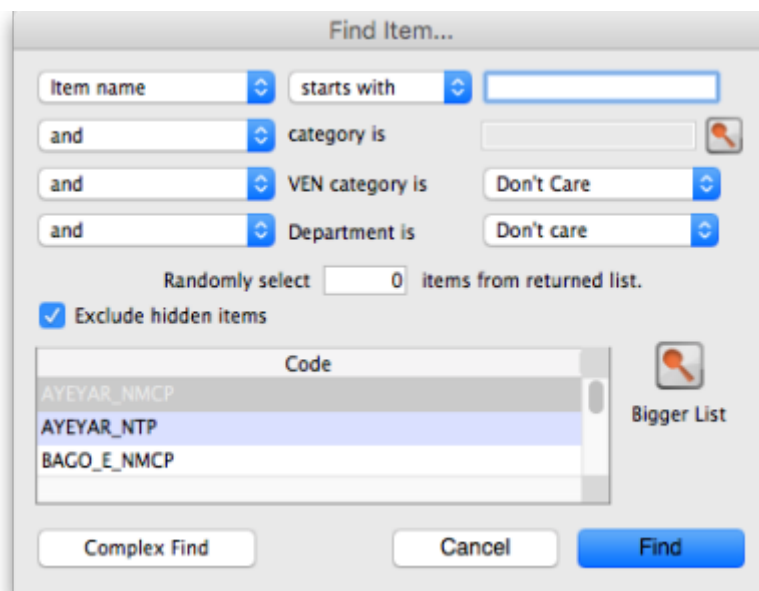 Find Item...
Item name starts with
and category is
and VEN category is Don't Care
and Department is Don't care
Randomly select 0 items from returned list.
Exclude hidden items
Code
AYEYAR_NMCP
AYEYAR_NTP
BAGO_E_NMCP
Bigger List
Complex Find Cancel Find